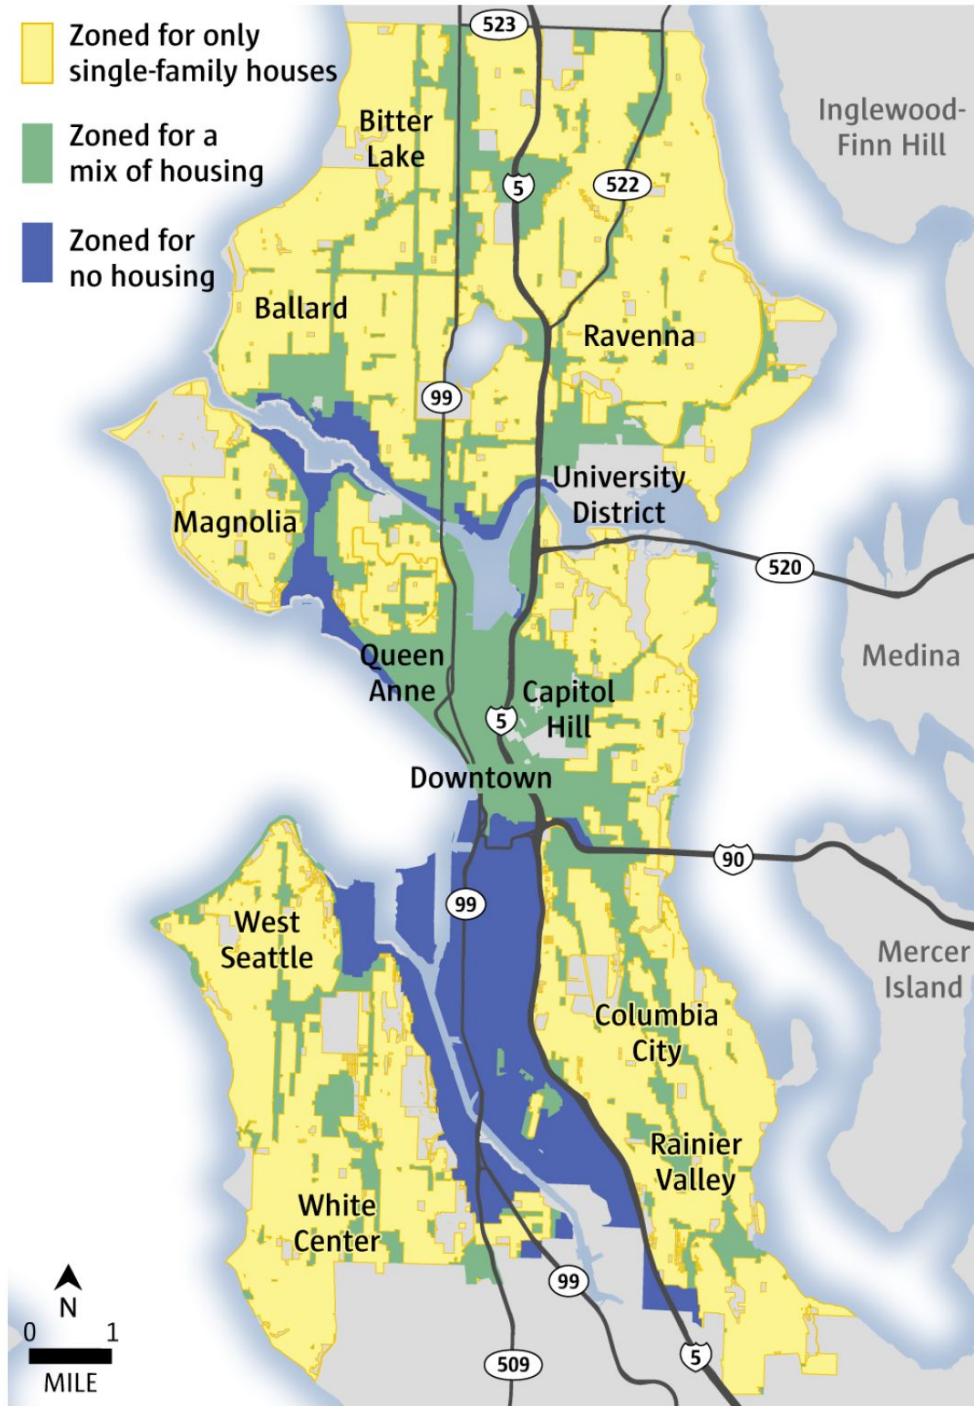 Zoned for only
single-family houses
Zoned for a
mix of housing
Zoned for
no housing
523
Bitter
Lake
5
522
Inglewood-
Finn Hill
Ballard
Ravenna
99
University
District
Magnolia
520
Queen
Anne
Capitol
Hill
Medina
5
Downtown
90
99
West
Seattle
Mercer
Island
Columbia
City
Rainier
Valley
White
Center
N
0 1
MILE
99
509
5